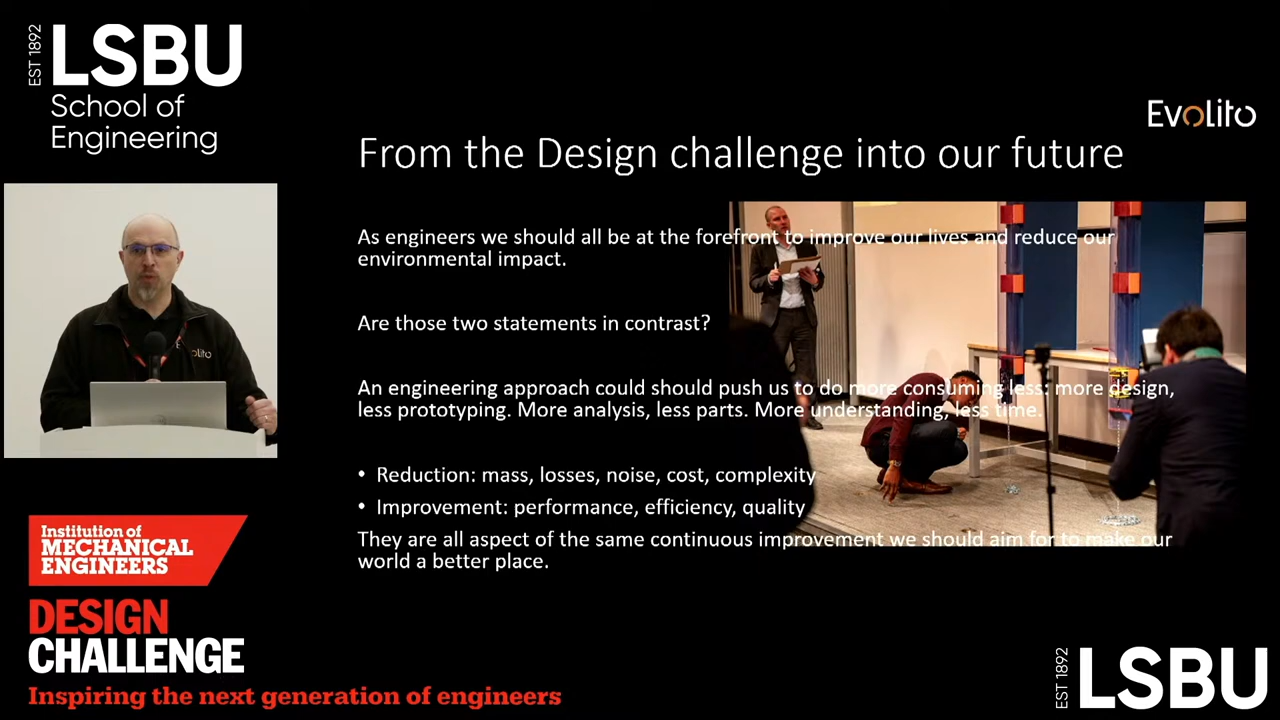 EST 1892
LSBU
School of
Engineering
Evolito
From the Design challenge into our future
As engineers we should all be at the forefront to improve our lives and reduce our
environmental impact.
Are those two statements in contrast?
An engineering approach could should push us to do more consuming less: more design,
less prototyping. More analysis, less parts. More understanding, less time.
• Reduction: mass, losses, noise, cost, complexity
• Improvement: performance, efficiency, quality
They are all aspect of the same continuous improvement we should aim for to make our
world a better place.
Evolito
Institution of
MECHANICAL
ENGINEERS
DESIGN
CHALLENGE
Inspiring the next generation of engineers
EST 1892
LSBU